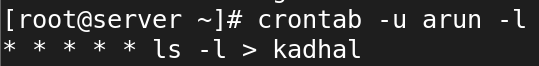 [root@server ~]# crontab -u arun -l
* * * * * ls -l > kadhal